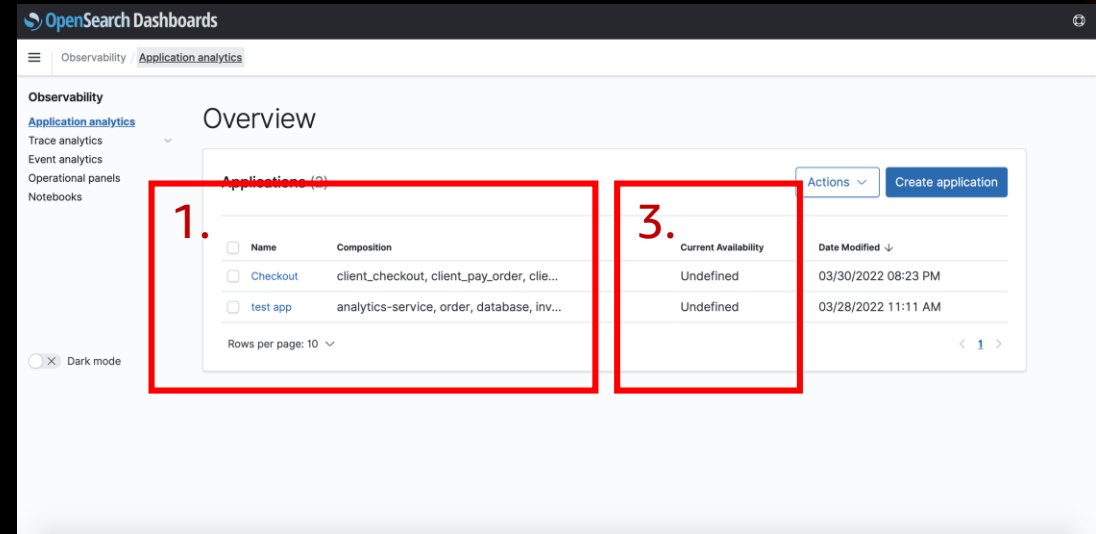 OpenSearch Dashboards
Observability / Application analytics
Observability
Application analytics
Trace analytics
Event analytics
Operational panels
Notebooks
Dark mode
Overview
Applications (2)
Actions
Create application
1.
3.
Name Composition Current Availability Date Modified
Checkout client_checkout, client_pay_order, clie... Undefined 03/30/2022 08:23 PM
test app analytics-service, order, database, inv... Undefined 03/28/2022 11:11 AM
Rows per page: 10
< 1 >